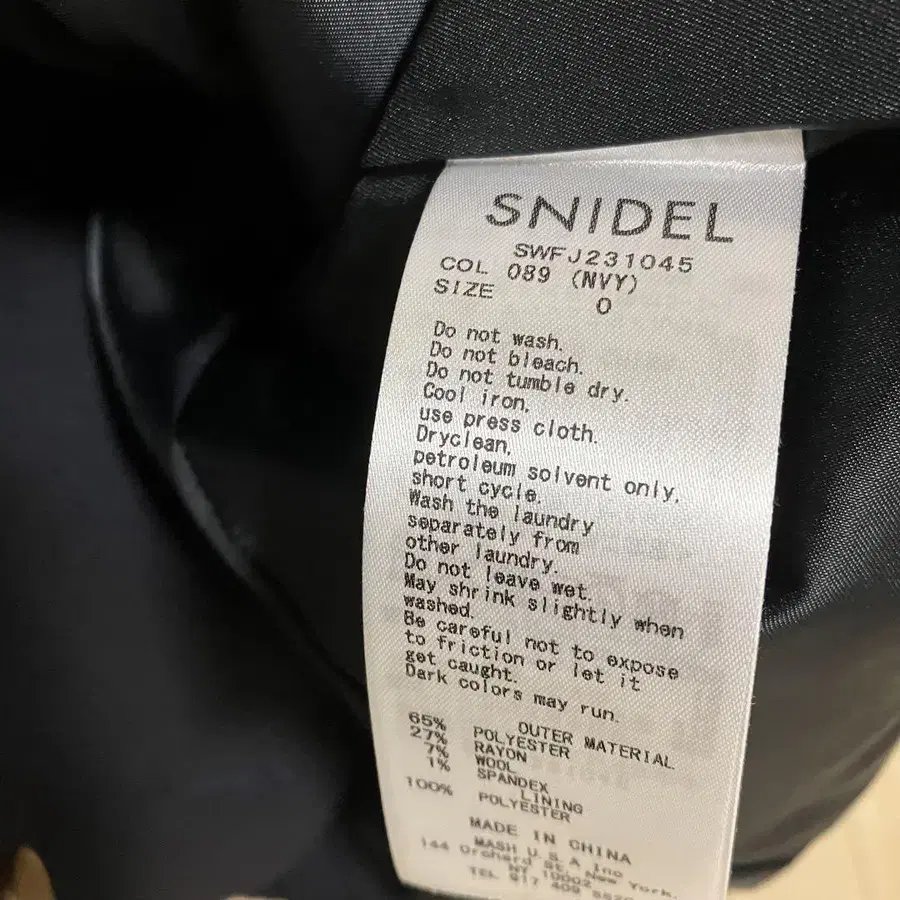 SNIDEL
SWFJ231045
COL 089 (NVY)
SIZE 0
Do not wash.
Do not bleach.
Do not tumble dry.
Cool iron,
use press cloth.
Dryclean,
petroleum solvent only,
short cycle.
Wash the laundry
separately from
other laundry.
Do not leave wet.
May shrink slightly when
washed.
Be careful not to expose
to friction or let it
get caught.
Dark colors may run.
OUTER MATERIAL
65% POLYESTER
27% RAYON
7% WOOL
1% SPANDEX
LINING
100% POLYESTER
MADE IN CHINA
MASH U.S.A Inc
144 Orchard St. New York.
NY 10002
TEL 917 409